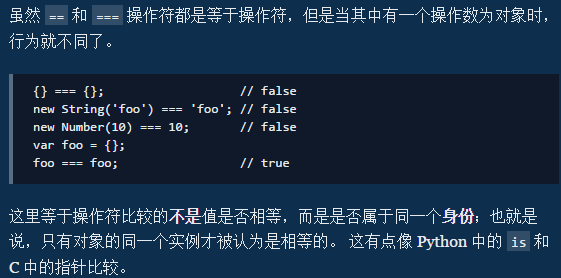 虽然 == 和 === 操作符都是等于操作符，但是当其中有一个操作数为对象时，
行为就不同了。
{} === {};                   // false
new String('foo') === 'foo'; // false
new Number(10) === 10;       // false
var foo = {};
foo === foo;                 // true
这里等于操作符比较的不是值是否相等，而是是否属于同一个身份；也就是
说，只有对象的同一个实例才被认为是相等的。 这有点像 Python 中的 is 和
C 中的指针比较。